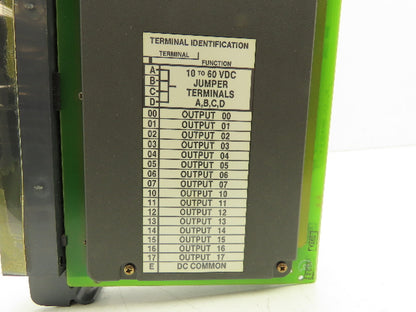 TERMINAL IDENTIFICATION
TERMINAL
FUNCTION
A 10 TO 60 VDC
B JUMPER
C TERMINALS
D A,B,C,D
00 OUTPUT 00
01 OUTPUT 01
02 OUTPUT 02
03 OUTPUT 03
04 OUTPUT 04
05 OUTPUT 05
06 OUTPUT 06
07 OUTPUT 07
10 OUTPUT 10
11 OUTPUT 11
12 OUTPUT 12
13 OUTPUT 13
14 OUTPUT 14
15 OUTPUT 15
16 OUTPUT 16
17 OUTPUT 17
E DC COMMON